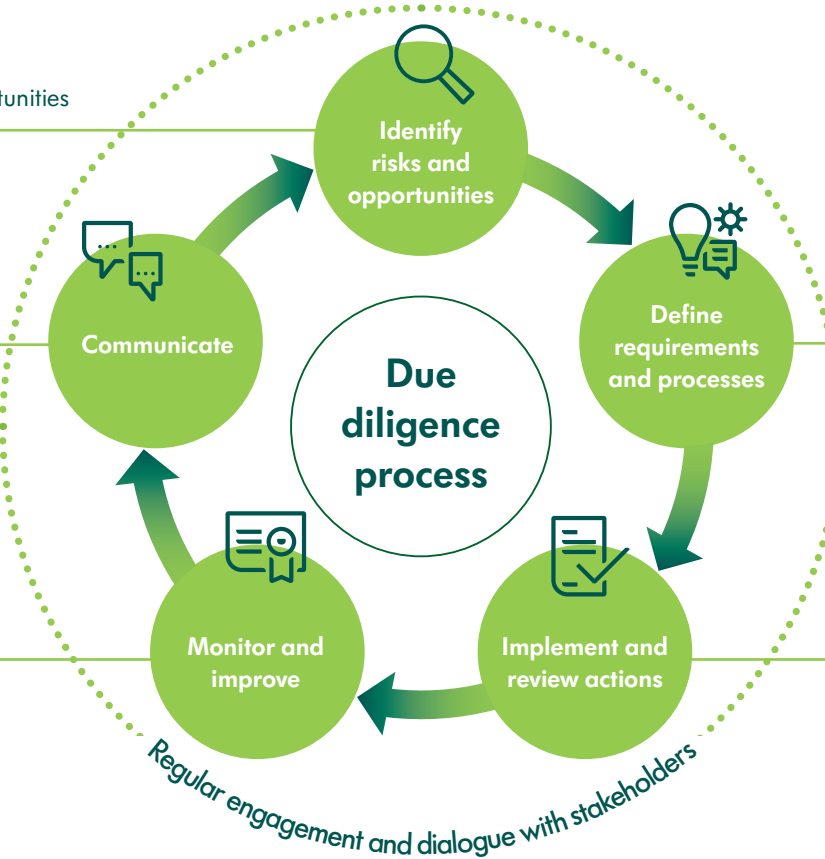 Identify
risks and
opportunities
Define
requirements
and processes
Implement and
review actions
Monitor and
improve
Communicate
Due
diligence
process
Regular engagement and dialogue with stakeholders